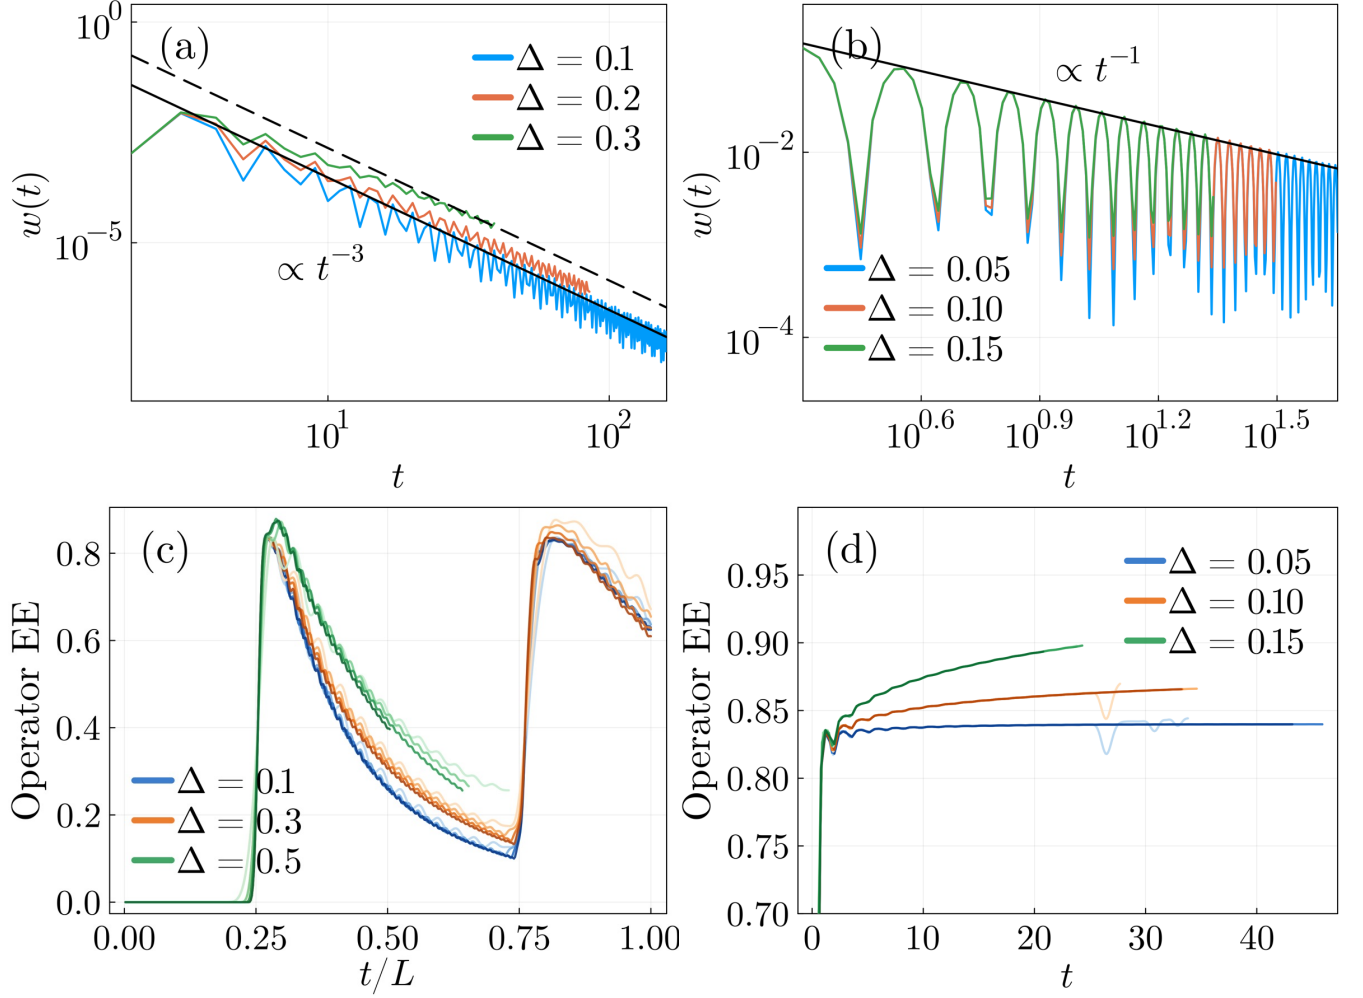 (a)
10^0
10^-5
w(t)
Δ = 0.1
Δ = 0.2
Δ = 0.3
∝ t^-3
10^1
10^2
t
(b)
∝ t^-1
10^-2
10^-4
w(t)
Δ = 0.05
Δ = 0.10
Δ = 0.15
10^0.6
10^0.9
10^1.2
10^1.5
t
(c)
0.8
0.6
0.4
0.2
0.0
Operator EE
Δ = 0.1
Δ = 0.3
Δ = 0.5
0.00
0.25
0.50
0.75
1.00
t/L
(d)
0.95
0.90
0.85
0.80
0.75
0.70
Operator EE
Δ = 0.05
Δ = 0.10
Δ = 0.15
0
10
20
30
40
t